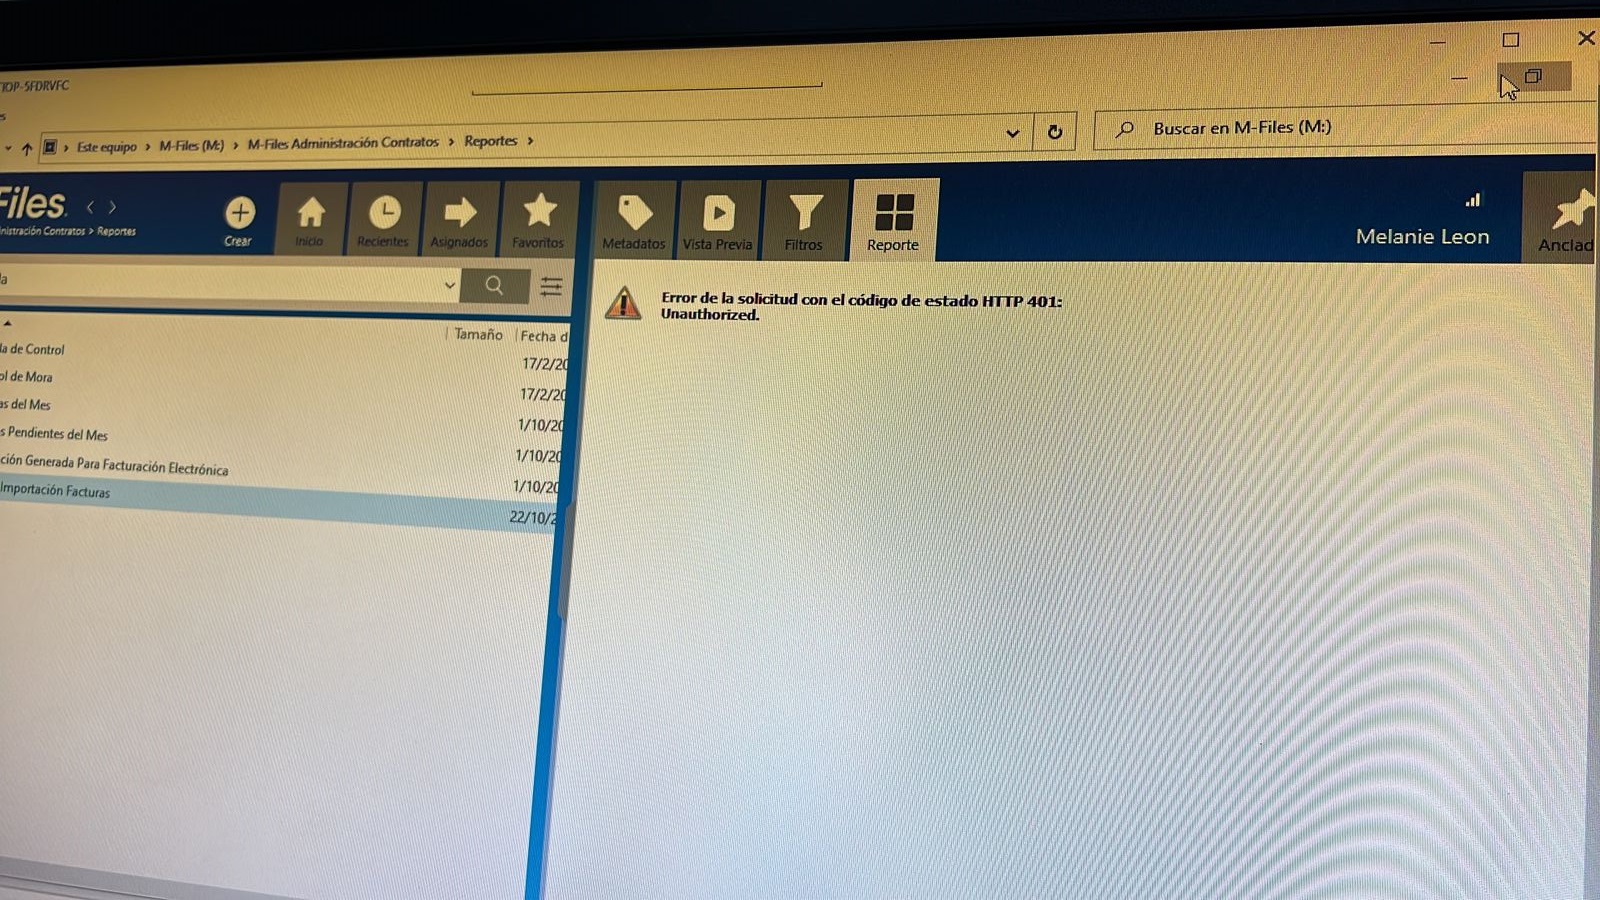 TOP-5FDRVFC
s
Este equipo > M-Files (M:) > M-Files Administración Contratos > Reportes >
Buscar en M-Files (M:)
Files
nistración Contratos > Reportes
Crear
Inicio
Recientes
Asignados
Favoritos
Metadatos
Vista Previa
Filtros
Reporte
Melanie Leon
Anclad
a
Error de la solicitud con el código de estado HTTP 401:
Unauthorized.
Tamaño
Fecha d
la de Control
17/2/20
ol de Mora
17/2/20
as del Mes
1/10/20
s Pendientes del Mes
1/10/20
ción Generada Para Facturación Electrónica
1/10/20
Importación Facturas
22/10/2